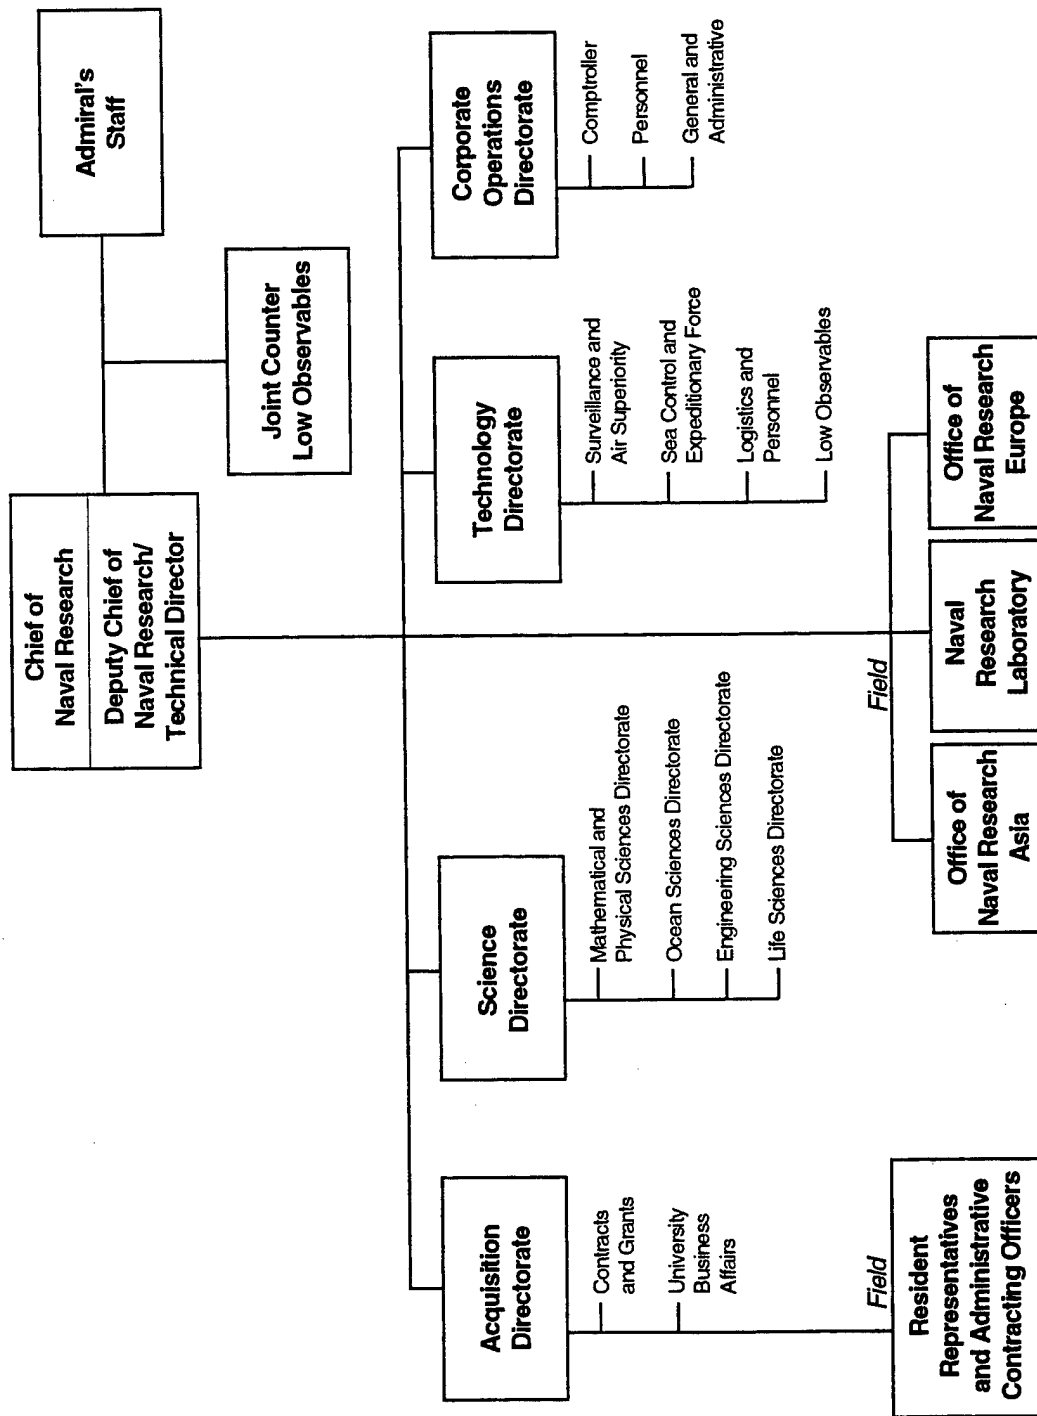 Chief of
Naval Research
Deputy Chief of
Naval Research/
Technical Director
Admiral's
Staff
Joint Counter
Low Observables
Acquisition
Directorate
Contracts
and Grants
University
Business
Affairs
Science
Directorate
Mathematical and
Physical Sciences Directorate
Ocean Sciences Directorate
Engineering Sciences Directorate
Life Sciences Directorate
Technology
Directorate
Surveillance and
Air Superiority
Sea Control and
Expeditionary Force
Logistics and
Personnel
Low Observables
Corporate
Operations
Directorate
Comptroller
Personnel
General and
Administrative
Field
Resident
Representatives
and Administrative
Contracting Officers
Field
Office of
Naval Research
Asia
Naval
Research
Laboratory
Office of
Naval Research
Europe